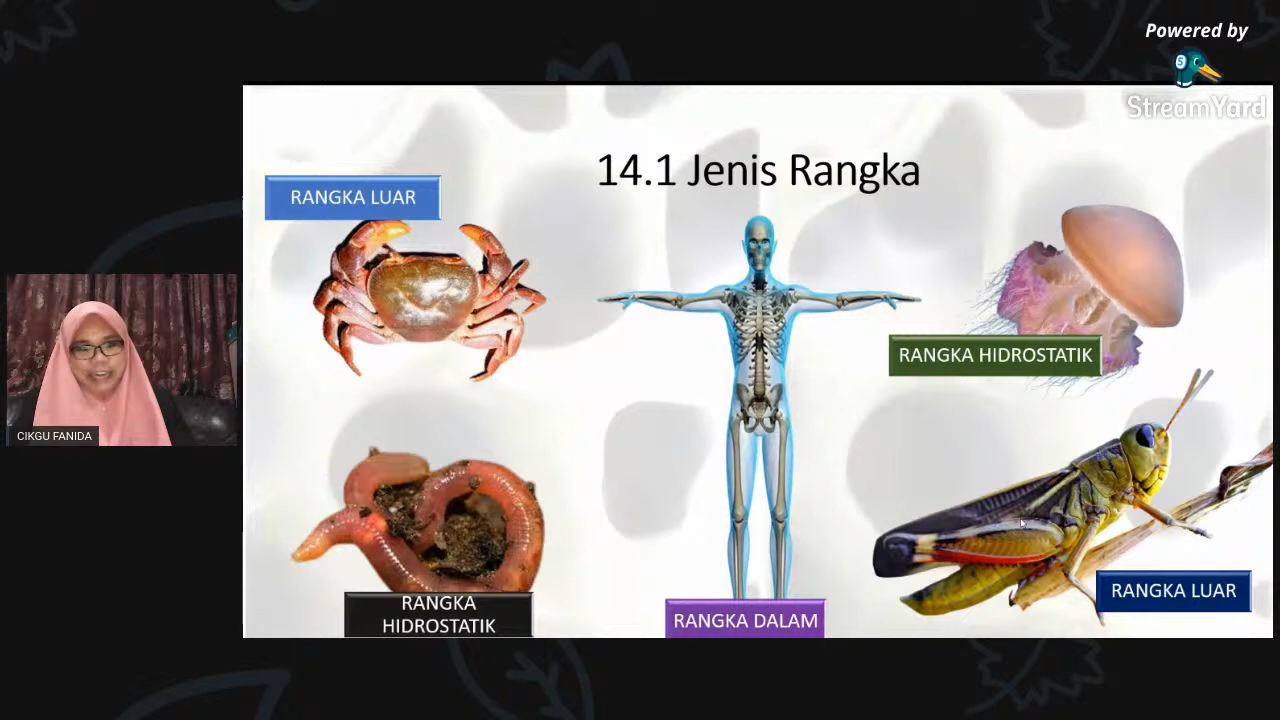 Powered by
StreamYard
14.1 Jenis Rangka
RANGKA LUAR
RANGKA HIDROSTATIK
CIKGU FANIDA
RANGKA LUAR
RANGKA
HIDROSTATIK
RANGKA DALAM